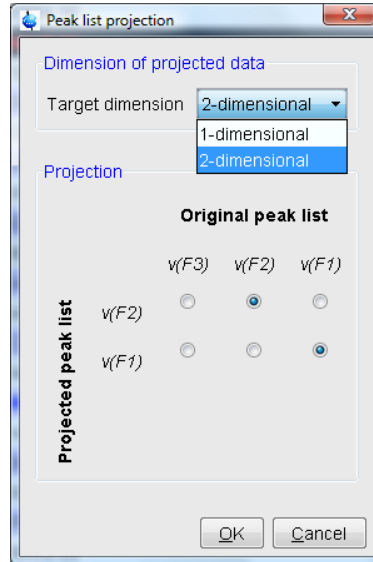 Peak list projection
x
Dimension of projected data
Target dimension 2-dimensional
1-dimensional
2-dimensional
Projection
Original peak list
v(F3) v(F2) v(F1)
Projected peak list
v(F2)
v(F1)
OK Cancel